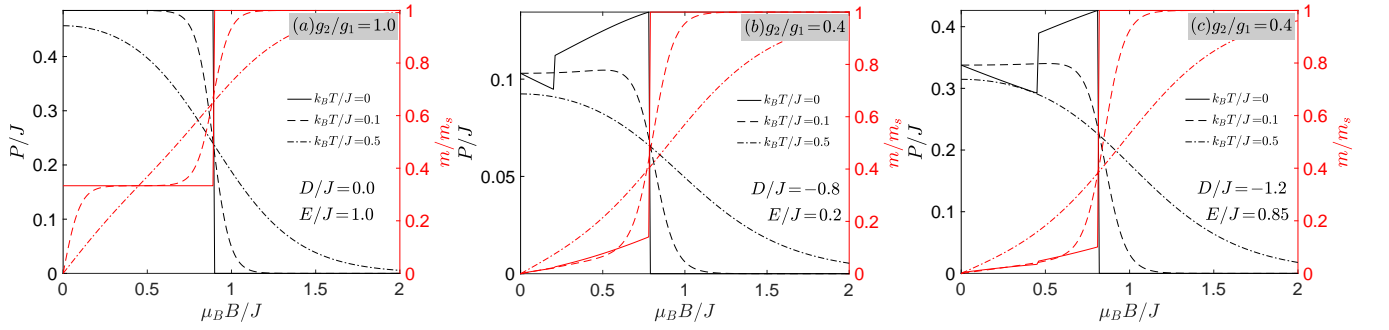 (a) g₂/g₁ = 1.0
P/J
0.4
0.3
0.2
0.1
0
1
0.8
0.6
0.4
0.2
0
m/mₛ
k_BT/J=0
k_BT/J=0.1
k_BT/J=0.5
D/J=0.0
E/J=1.0
0 0.5 1 1.5 2
μ_BB/J
(b) g₂/g₁ = 0.4
P/J
0.1
0.05
0
1
0.8
0.6
0.4
0.2
0
m/mₛ
k_BT/J=0
k_BT/J=0.1
k_BT/J=0.5
D/J=−0.8
E/J=0.2
0 0.5 1 1.5 2
μ_BB/J
(c) g₂/g₁ = 0.4
P/J
0.4
0.3
0.2
0.1
0
1
0.8
0.6
0.4
0.2
0
m/mₛ
k_BT/J=0
k_BT/J=0.1
k_BT/J=0.5
D/J=−1.2
E/J=0.85
0 0.5 1 1.5 2
μ_BB/J